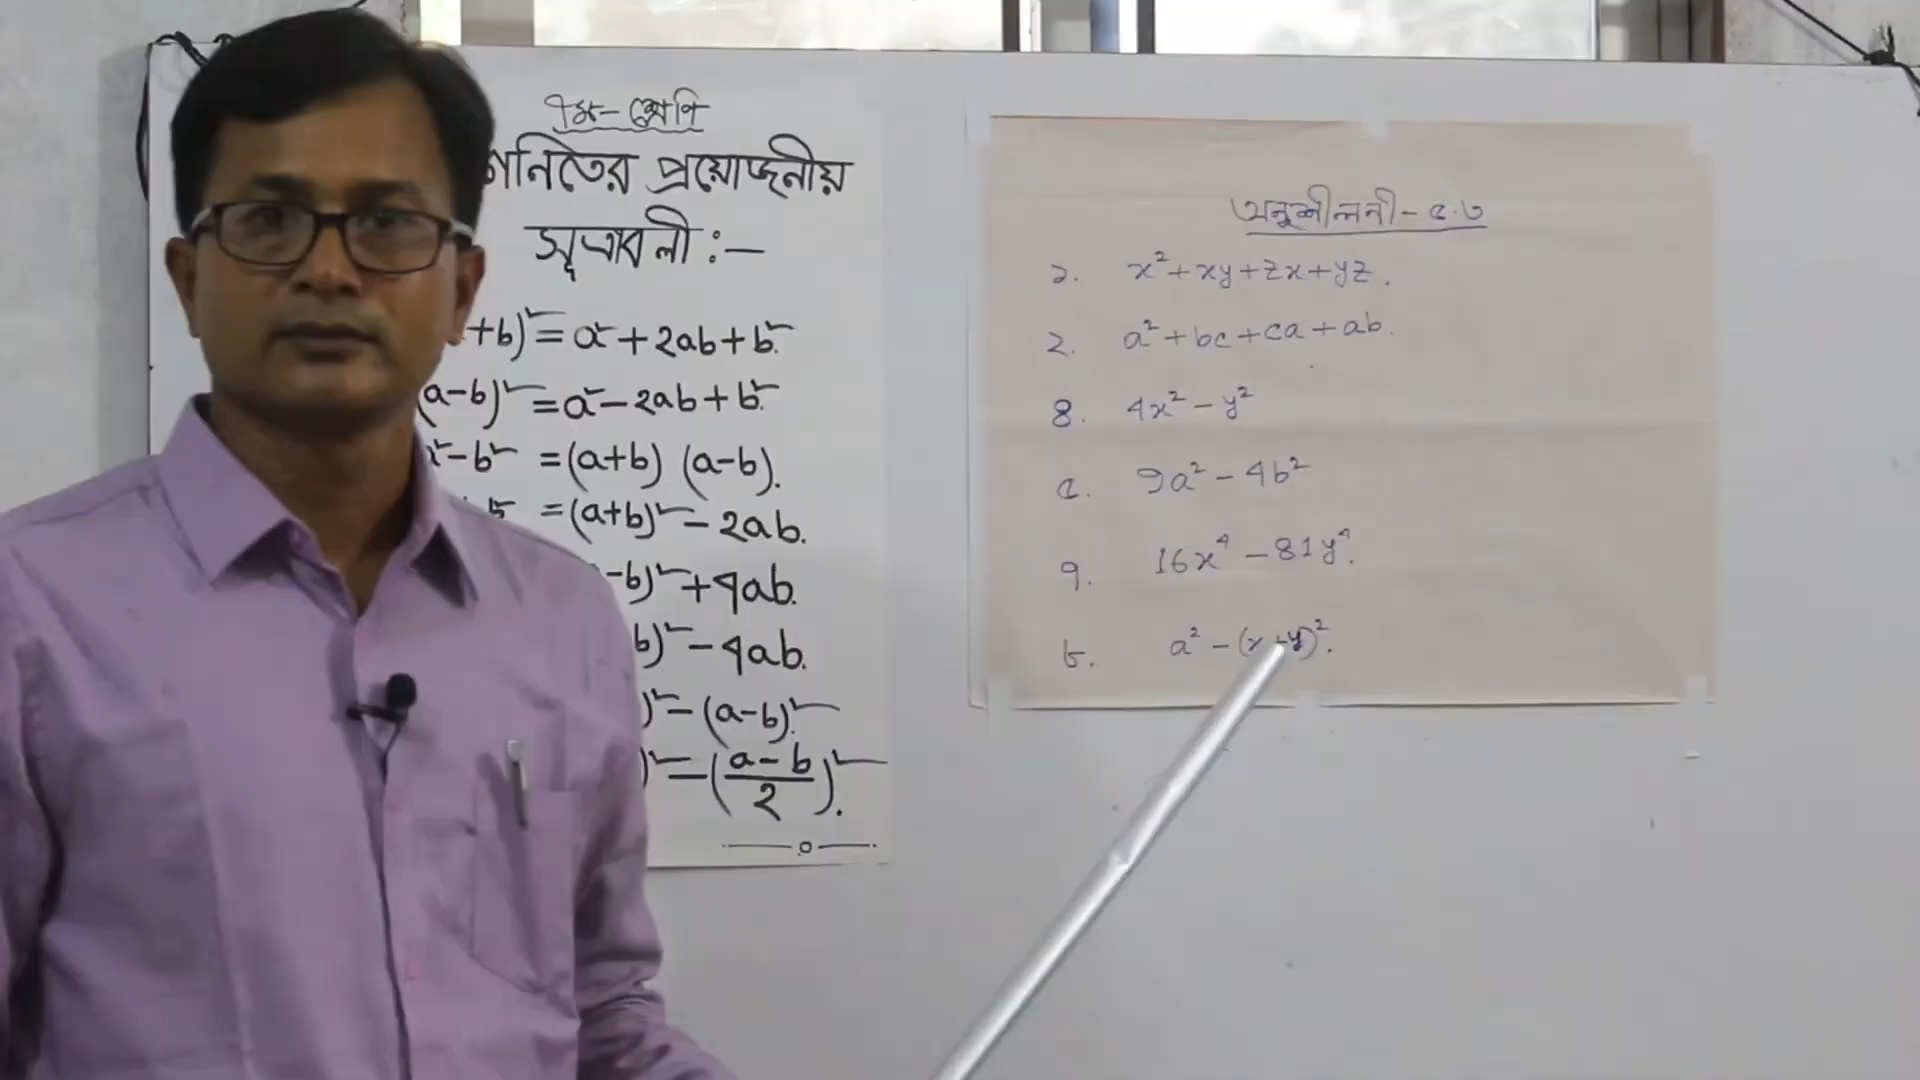 ৭ম-শ্রেণি
গনিতের প্রয়োজনীয়
সূত্রাবলী :—
+b)²= a²+2ab+b².
(a-b)²=a²-2ab+b².
-b² =(a+b) (a-b).
=(a+b)²-2ab.
-b)²+4ab.
b)²-4ab.
)²-(a-b)².
)²-(a-b/2)².
অনুশীলনী-৫.৩
১. x²+xy+zx+yz.
২. a²+bc+ca+ab.
৪. 4x²-y²
৫. 9a²-4b²
৭. 16x⁴-81y⁴.
৮. a²-(x+y)².